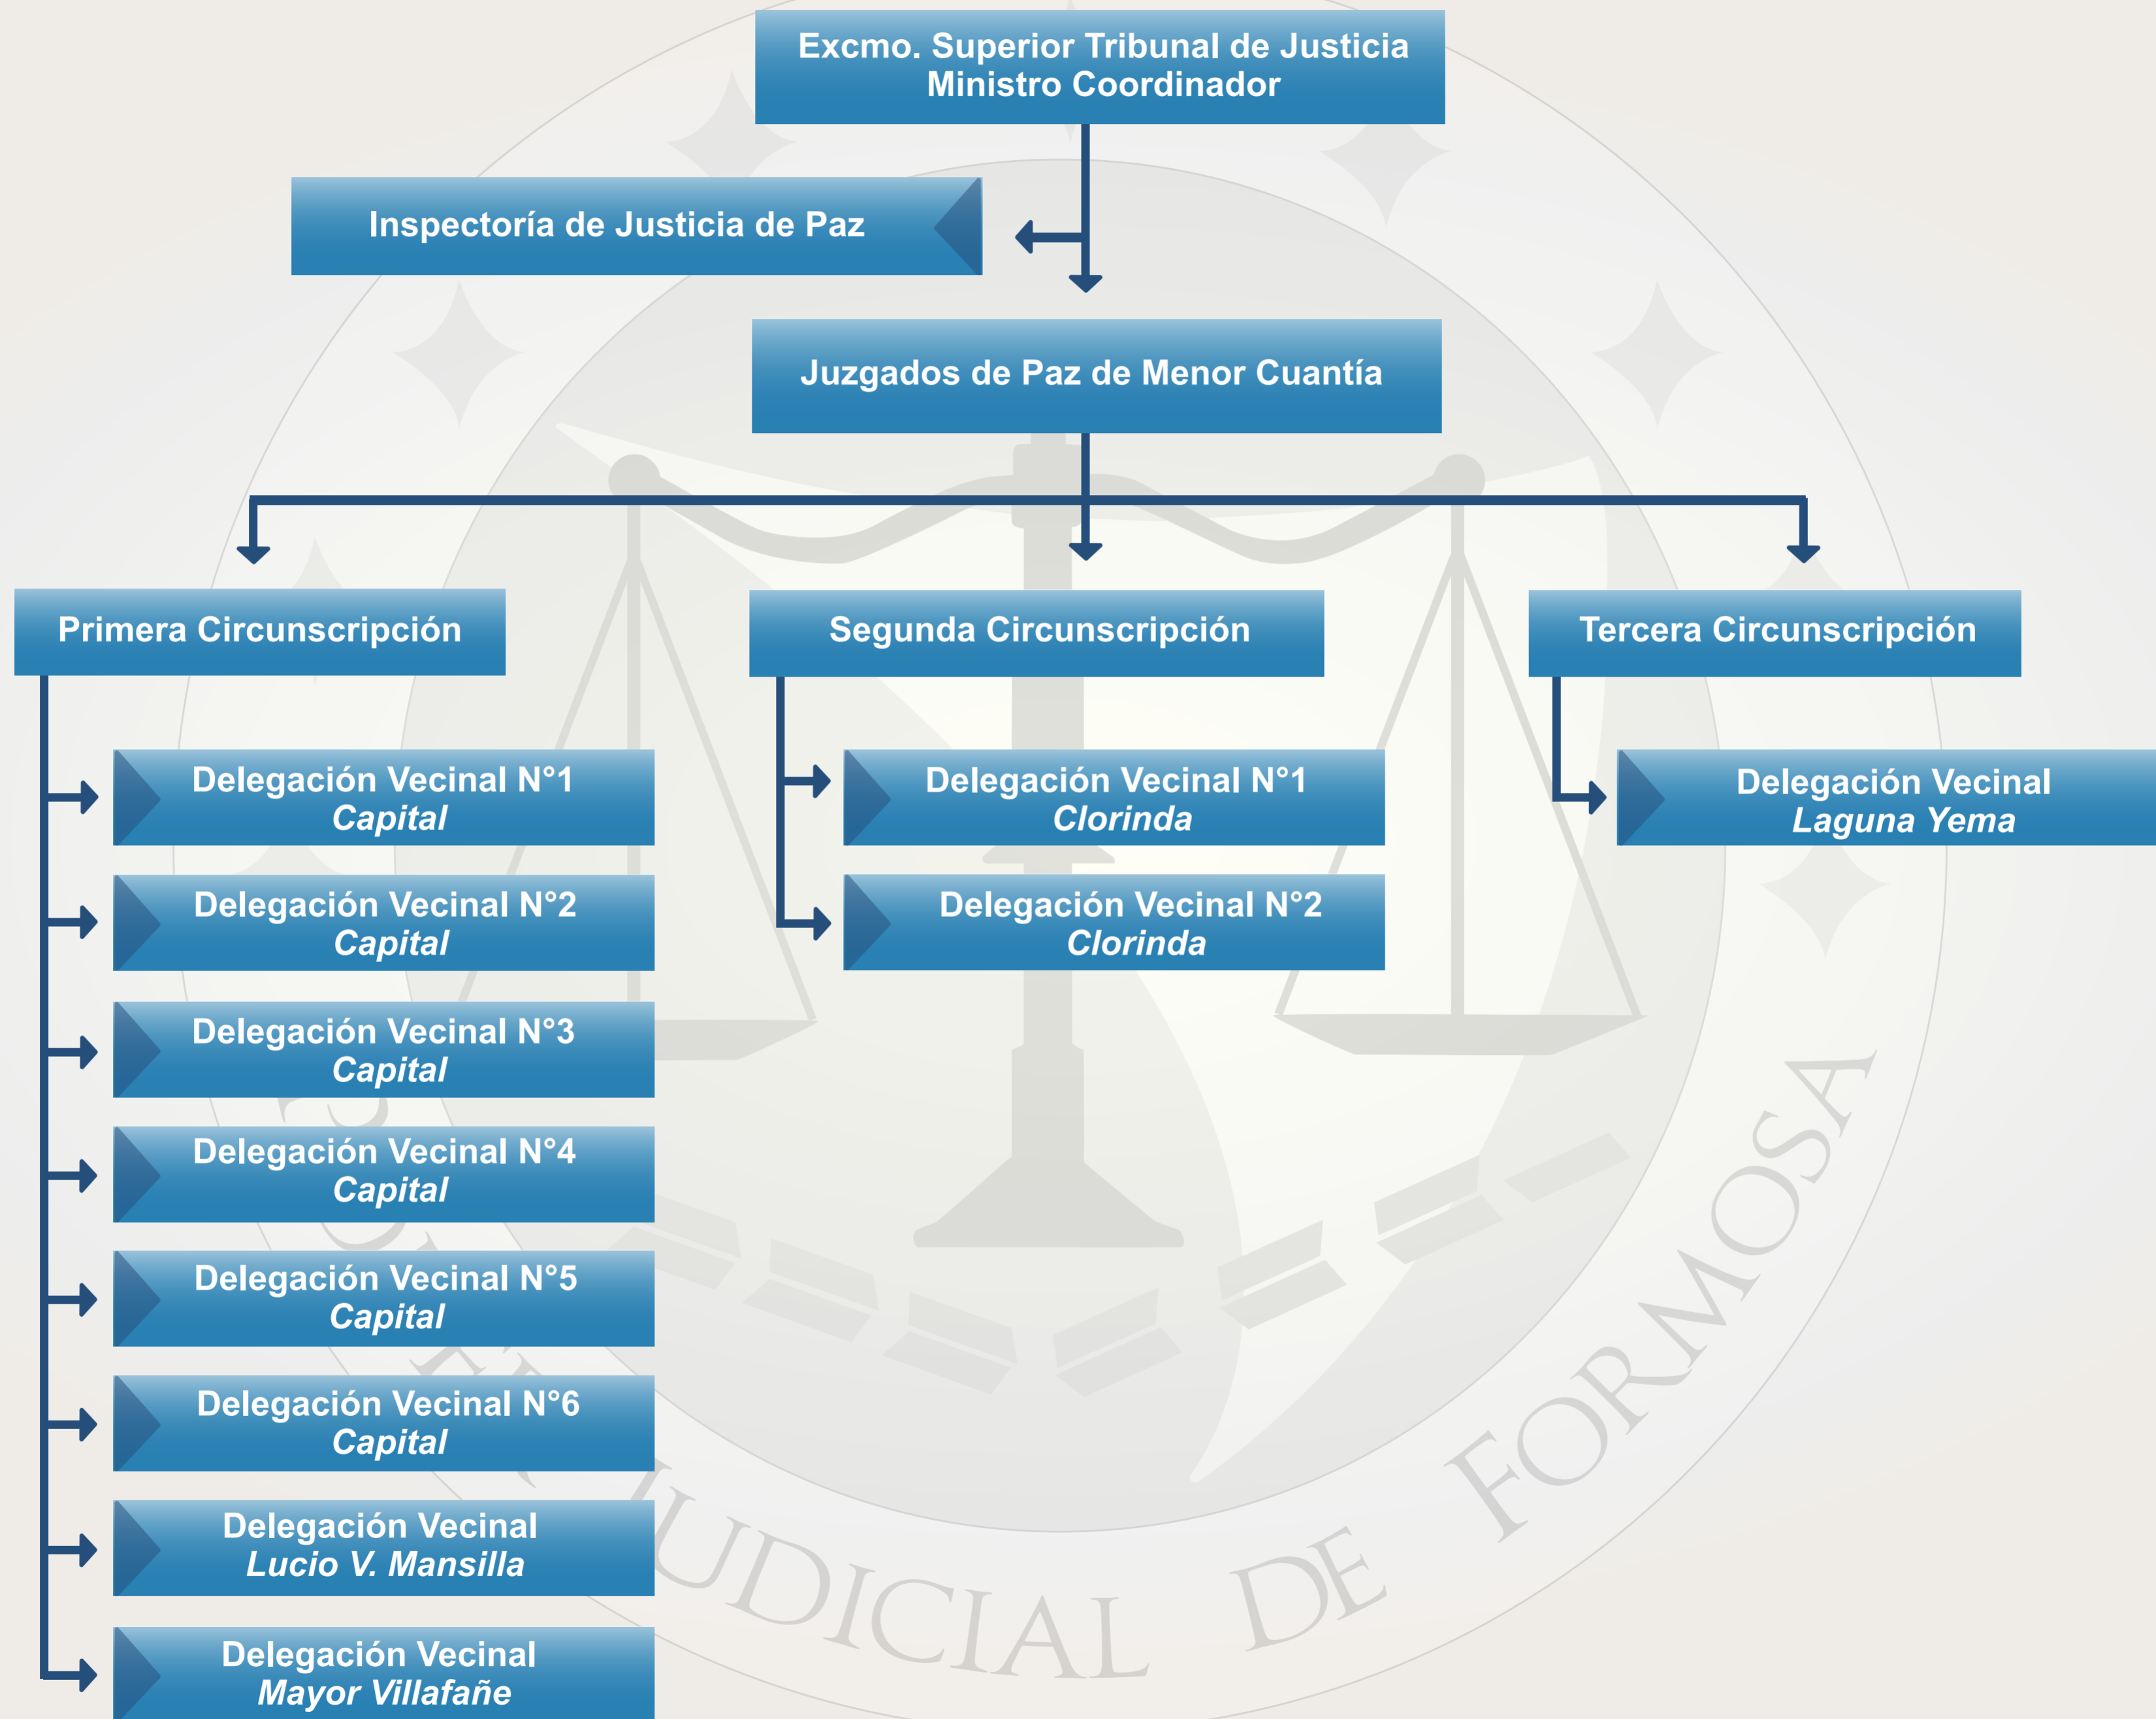 Excmo. Superior Tribunal de Justicia
Ministro Coordinador
Inspectoría de Justicia de Paz
Juzgados de Paz de Menor Cuantía
Primera Circunscripción
Delegación Vecinal N°1
Capital
Delegación Vecinal N°2
Capital
Delegación Vecinal N°3
Capital
Delegación Vecinal N°4
Capital
Delegación Vecinal N°5
Capital
Delegación Vecinal N°6
Capital
Delegación Vecinal
Lucio V. Mansilla
Delegación Vecinal
Mayor Villafañe
Segunda Circunscripción
Delegación Vecinal N°1
Clorinda
Delegación Vecinal N°2
Clorinda
Tercera Circunscripción
Delegación Vecinal
Laguna Yema
JUDICIAL DE FORMOSA